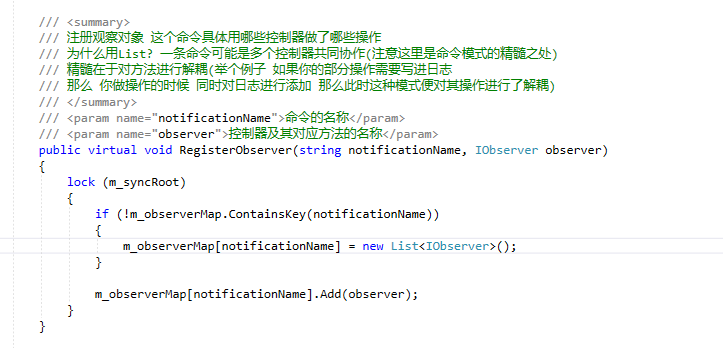 /// <summary>
/// 注册观察对象 这个命令具体用哪些控制器做了哪些操作
/// 为什么用List? 一条命令可能是多个控制器共同协作(注意这里是命令模式的精髓之处)
/// 精髓在于对方法进行解耦(举个例子 如果你的部分操作需要写进日志
/// 那么 你做操作的时候 同时对日志进行添加 那么此时这种模式便对其操作进行了解耦)
/// </summary>
/// <param name="notificationName">命令的名称</param>
/// <param name="observer">控制器及其对应方法的名称</param>
public virtual void RegisterObserver(string notificationName, IObserver observer)
{
lock (m_syncRoot)
{
if (!m_observerMap.ContainsKey(notificationName))
{
m_observerMap[notificationName] = new List<IObserver>();
}
m_observerMap[notificationName].Add(observer);
}
}